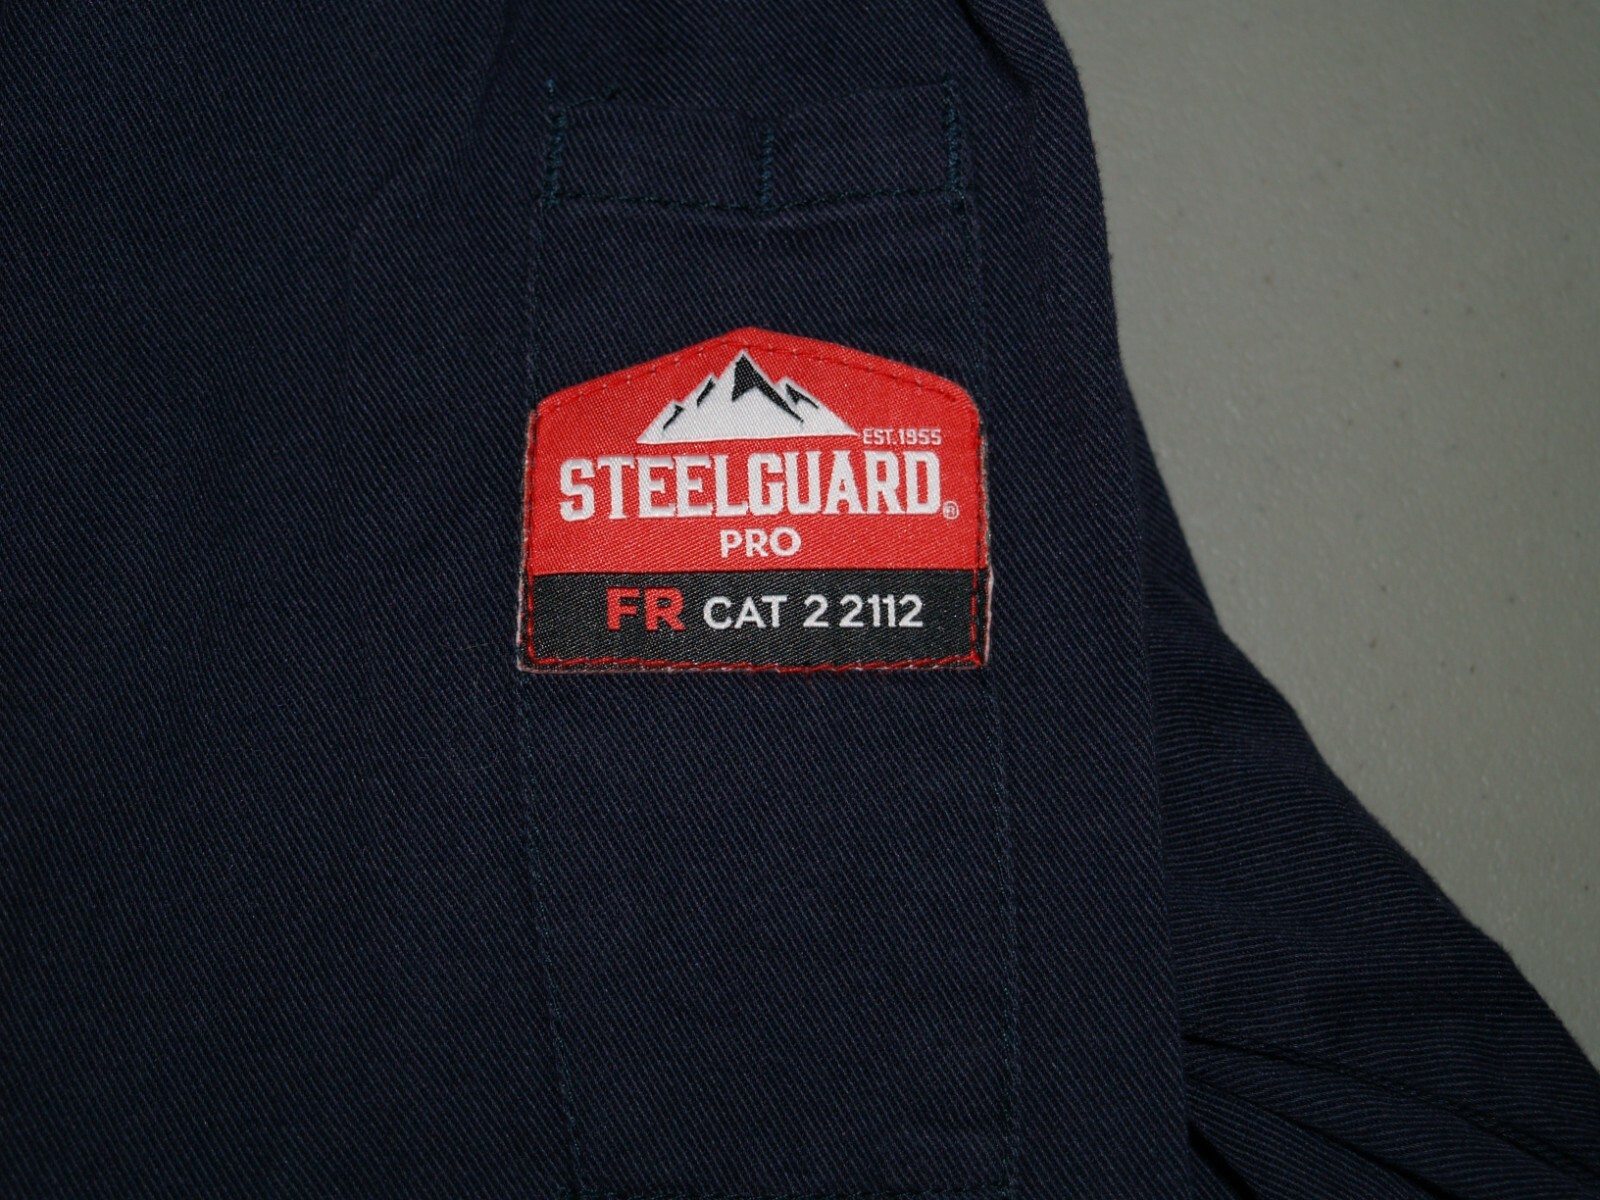 EST.1955
STEELGUARD®
PRO
FR CAT 2 2112